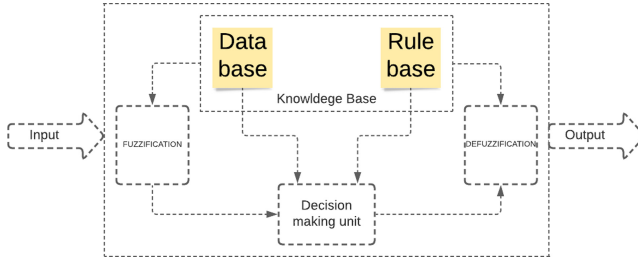 Data
base
Rule
base
Knowldege Base
Input
FUZZIFICATION
DEFUZZIFICATION
Output
Decision
making unit